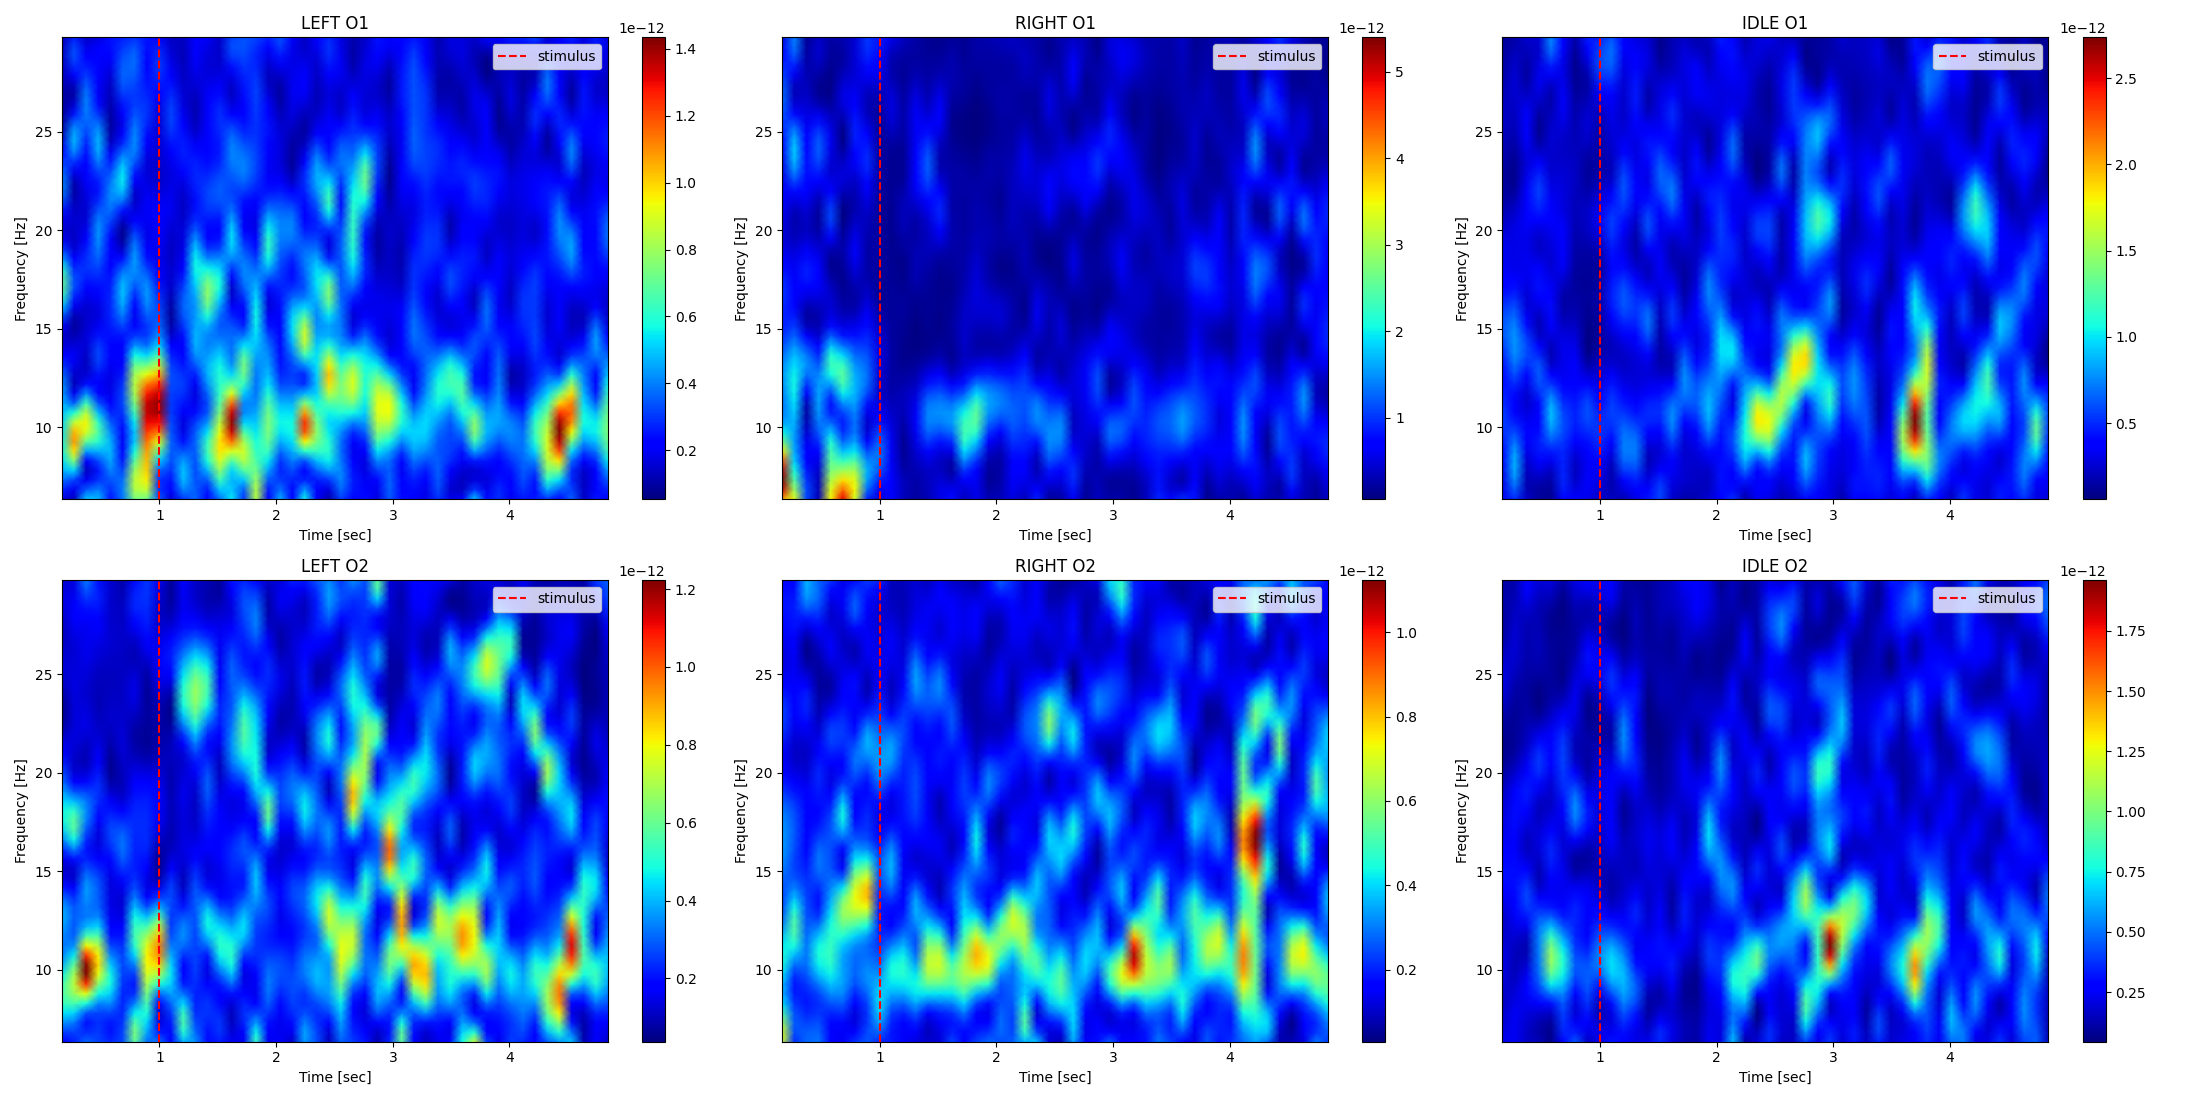 LEFT O1
1e−12
stimulus
Frequency [Hz]
25
20
15
10
1
2
3
4
Time [sec]
1.4
1.2
1.0
0.8
0.6
0.4
0.2
RIGHT O1
1e−12
stimulus
Frequency [Hz]
25
20
15
10
1
2
3
4
Time [sec]
5
4
3
2
1
IDLE O1
1e−12
stimulus
Frequency [Hz]
25
20
15
10
1
2
3
4
Time [sec]
2.5
2.0
1.5
1.0
0.5
LEFT O2
1e−12
stimulus
Frequency [Hz]
25
20
15
10
1
2
3
4
Time [sec]
1.2
1.0
0.8
0.6
0.4
0.2
RIGHT O2
1e−12
stimulus
Frequency [Hz]
25
20
15
10
1
2
3
4
Time [sec]
1.0
0.8
0.6
0.4
0.2
IDLE O2
1e−12
stimulus
Frequency [Hz]
25
20
15
10
1
2
3
4
Time [sec]
1.75
1.50
1.25
1.00
0.75
0.50
0.25